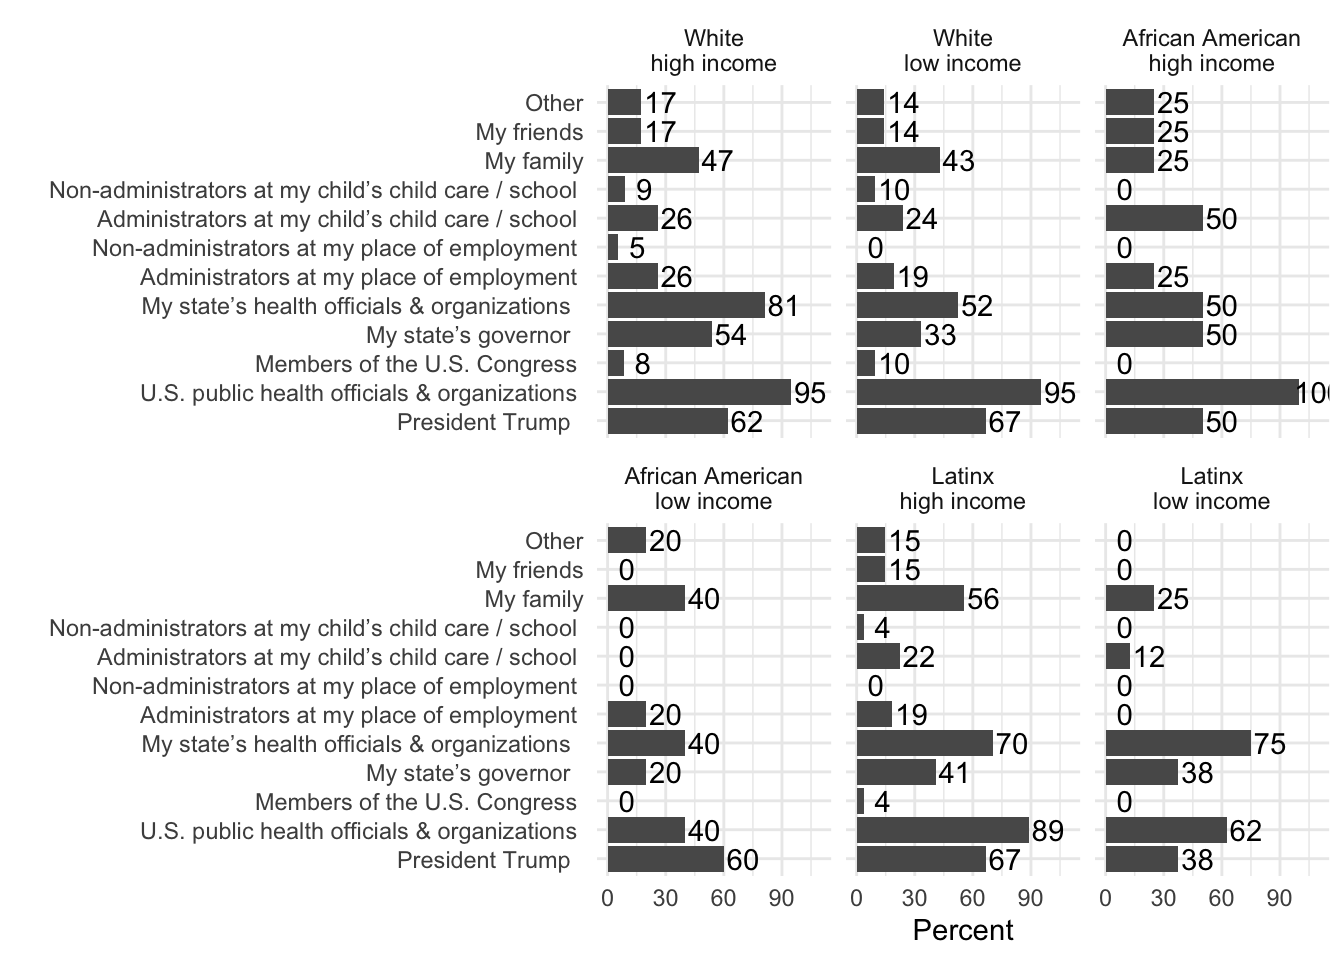 White
high income
White
low income
African American
high income
Other 17 14 25
My friends 17 14 25
My family 47 43 25
Non-administrators at my child’s child care / school 9 10 0
Administrators at my child’s child care / school 26 24 50
Non-administrators at my place of employment 5 0 0
Administrators at my place of employment 26 19 25
My state’s health officials & organizations 81 52 50
My state’s governor 54 33 50
Members of the U.S. Congress 8 10 0
U.S. public health officials & organizations 95 95 100
President Trump 62 67 50
African American
low income
Latinx
high income
Latinx
low income
Other 20 15 0
My friends 0 15 0
My family 40 56 25
Non-administrators at my child’s child care / school 0 4 0
Administrators at my child’s child care / school 0 22 12
Non-administrators at my place of employment 0 0 0
Administrators at my place of employment 20 19 0
My state’s health officials & organizations 40 70 75
My state’s governor 20 41 38
Members of the U.S. Congress 0 4 0
U.S. public health officials & organizations 40 89 62
President Trump 60 67 38
0 30 60 90 0 30 60 90 0 30 60 90
Percent